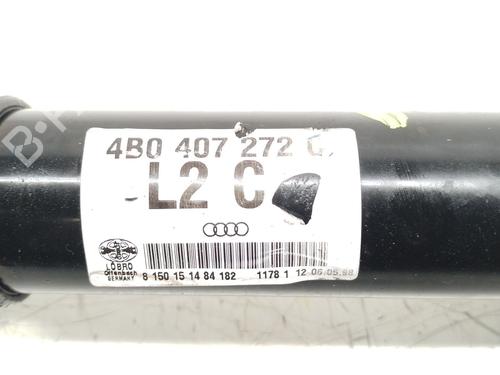 4B0 407 272 C
L2 C
LÖBRO
Offenbach
GERMANY
8 150 15 14 84 182 1178 1 12 06.05.98